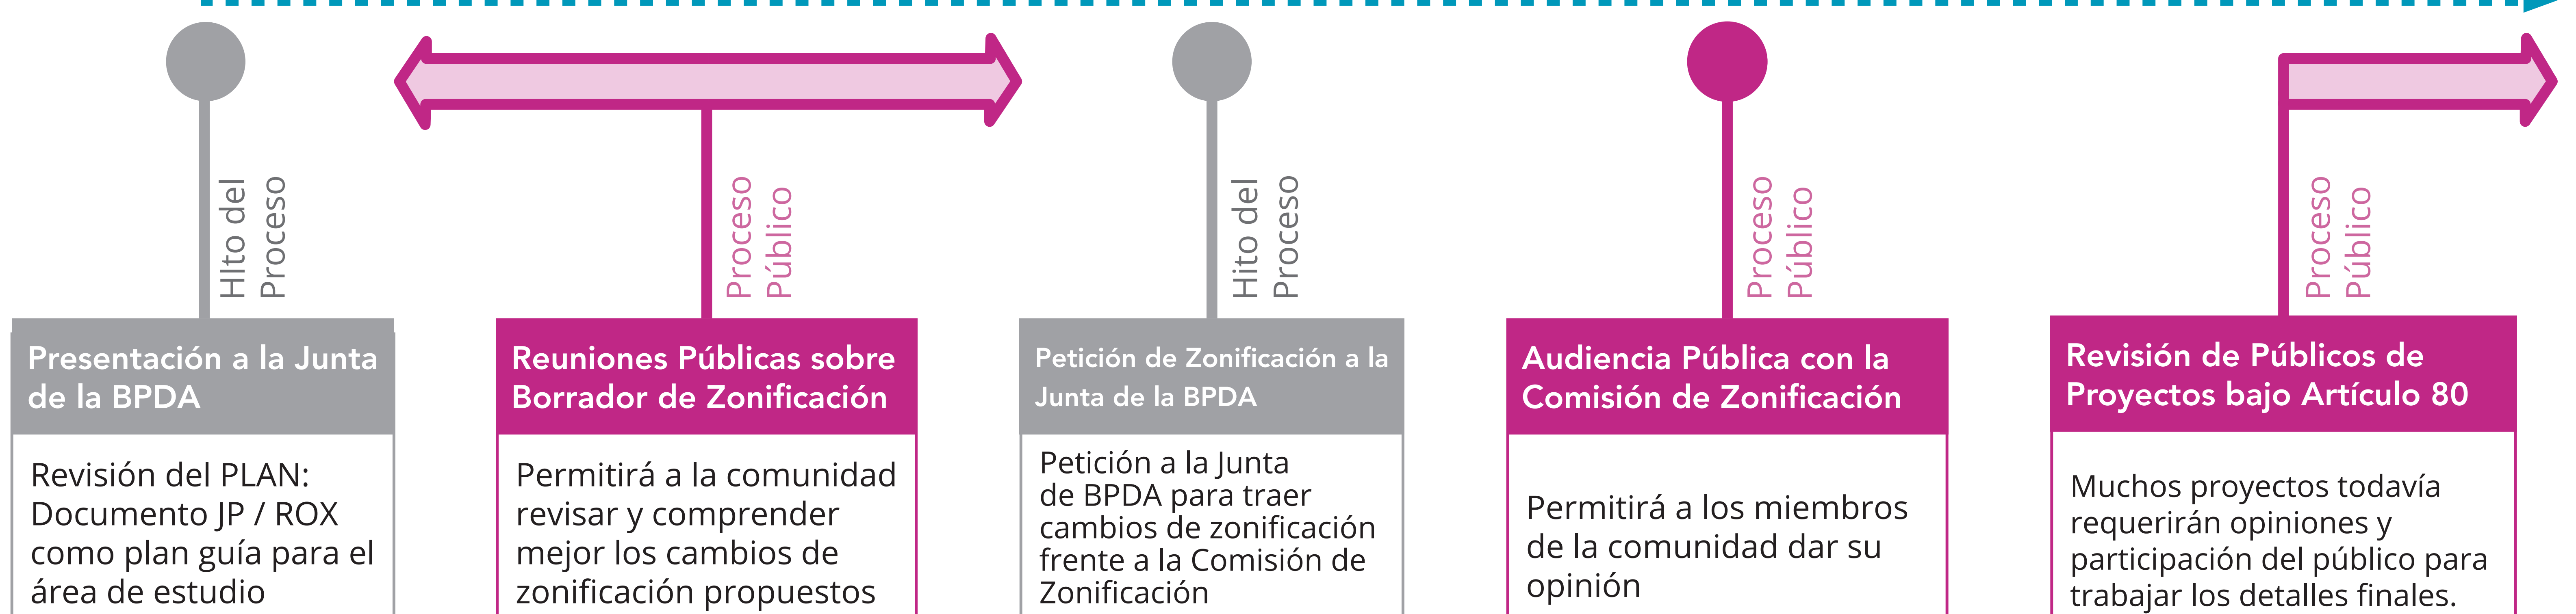 HIto del
Proceso
Presentación a la Junta
de la BPDA
Revisión del PLAN:
Documento JP / ROX
como plan guía para el
área de estudio
Proceso
Público
Reuniones Públicas sobre
Borrador de Zonificación
Permitirá a la comunidad
revisar y comprender
mejor los cambios de
zonificación propuestos
Hito del
Proceso
Petición de Zonificación a la
Junta de la BPDA
Petición a la Junta
de BPDA para traer
cambios de zonificación
frente a la Comisión de
Zonificación
Proceso
Público
Audiencia Pública con la
Comisión de Zonificación
Permitirá a los miembros
de la comunidad dar su
opinión
Proceso
Público
Revisión de Públicos de
Proyectos bajo Artículo 80
Muchos proyectos todavía
requerirán opiniones y
participación del público para
trabajar los detalles finales.